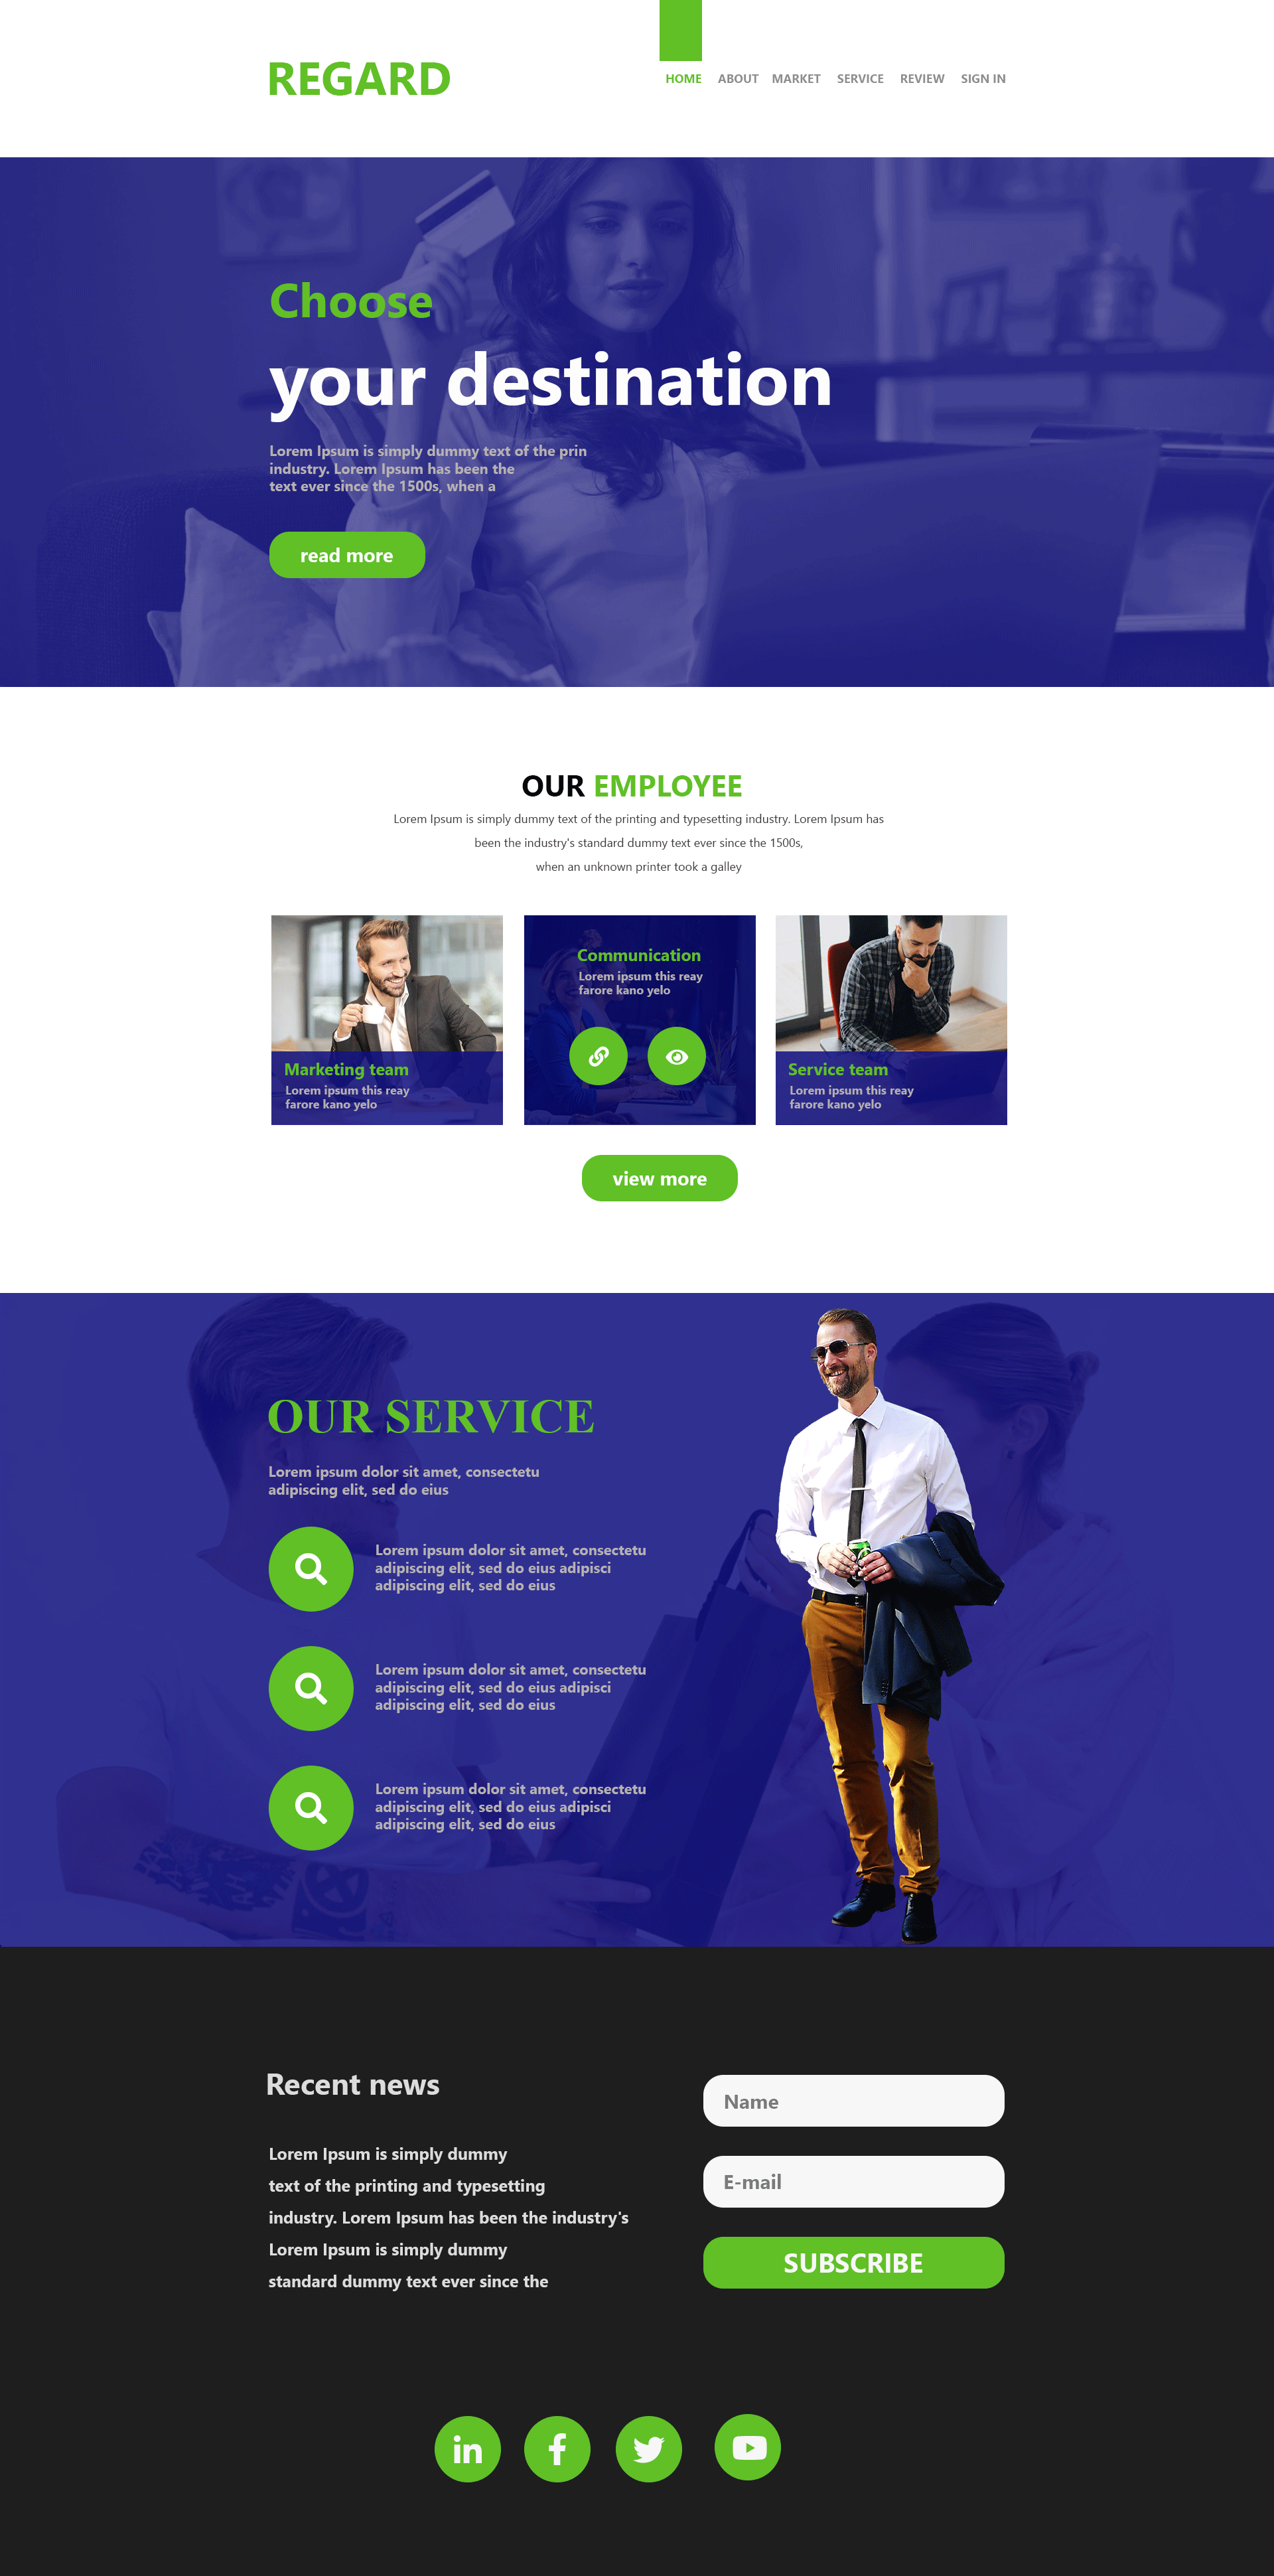 REGARD
HOME ABOUT MARKET SERVICE REVIEW SIGN IN
Choose
your destination
Lorem Ipsum is simply dummy text of the prin
industry. Lorem Ipsum has been the
text ever since the 1500s, when a
read more
OUR EMPLOYEE
Lorem Ipsum is simply dummy text of the printing and typesetting industry. Lorem Ipsum has
been the industry's standard dummy text ever since the 1500s,
when an unknown printer took a galley
Marketing team
Lorem ipsum this reay
farore kano yelo
Communication
Lorem ipsum this reay
farore kano yelo
Service team
Lorem ipsum this reay
farore kano yelo
view more
OUR SERVICE
Lorem ipsum dolor sit amet, consectetu
adipiscing elit, sed do eius
Lorem ipsum dolor sit amet, consectetu
adipiscing elit, sed do eius adipisci
adipiscing elit, sed do eius
Lorem ipsum dolor sit amet, consectetu
adipiscing elit, sed do eius adipisci
adipiscing elit, sed do eius
Lorem ipsum dolor sit amet, consectetu
adipiscing elit, sed do eius adipisci
adipiscing elit, sed do eius
Recent news
Lorem Ipsum is simply dummy
text of the printing and typesetting
industry. Lorem Ipsum has been the industry's
Lorem Ipsum is simply dummy
standard dummy text ever since the
Name
E-mail
SUBSCRIBE
in
f